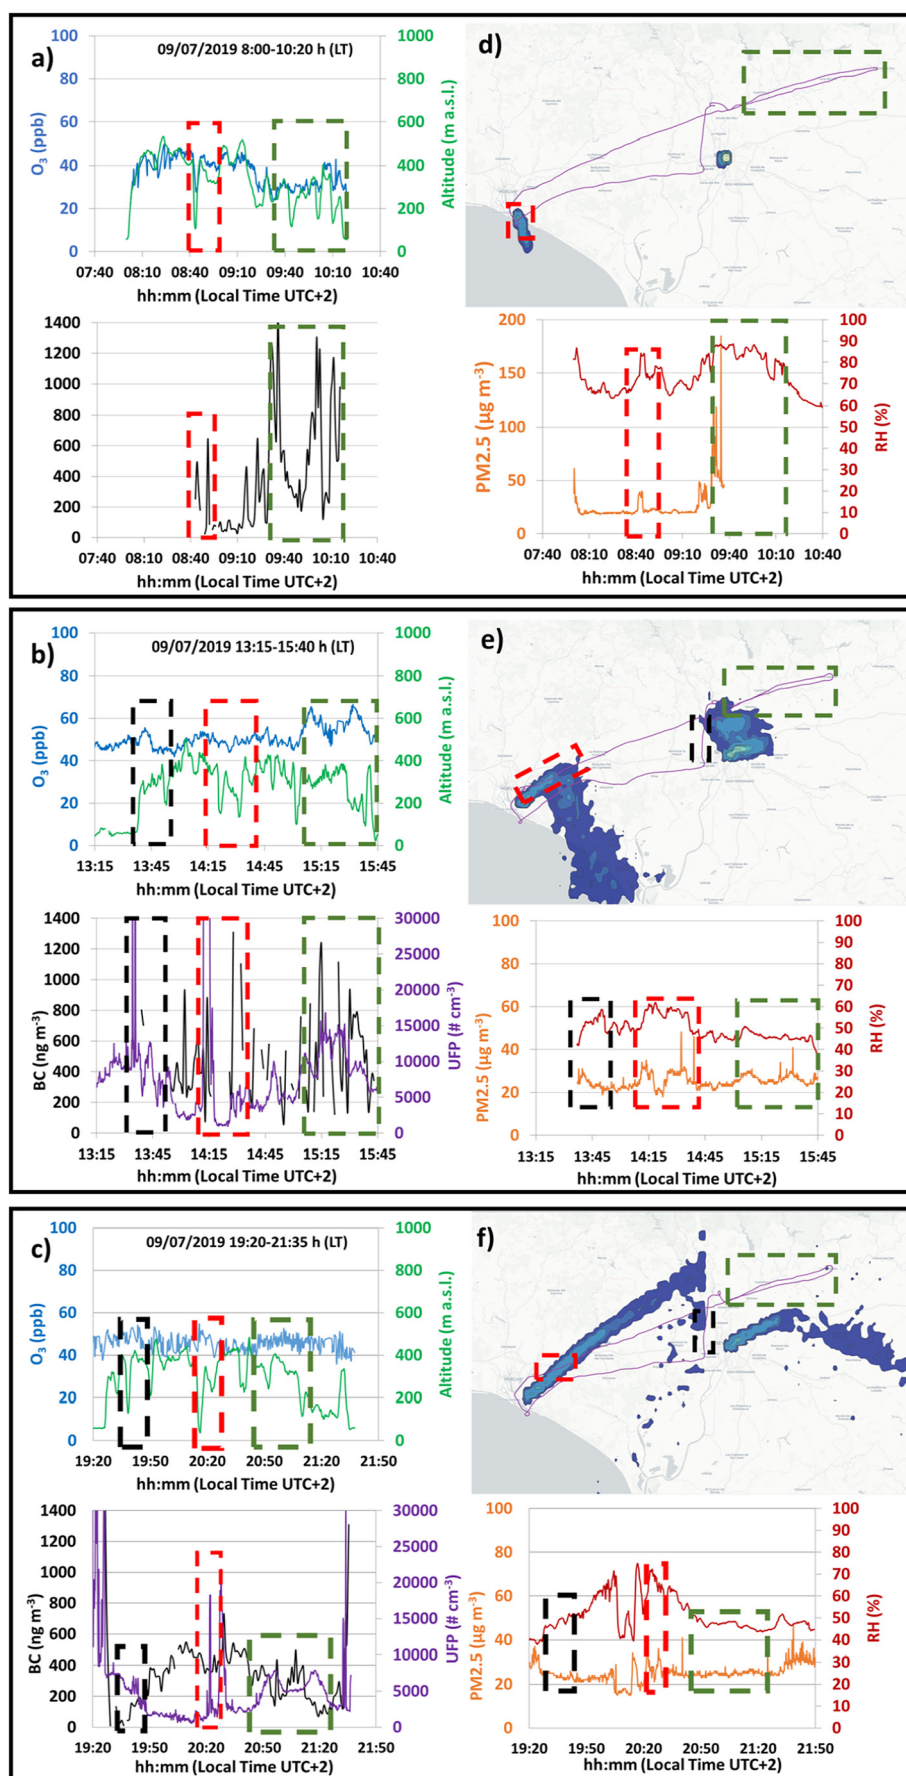 a)
09/07/2019 8:00-10:20 h (LT)
O3 (ppb)
100
80
60
40
20
0
Altitude (m a.s.l.)
1000
800
600
400
200
0
07:40 08:10 08:40 09:10 09:40 10:10 10:40
hh:mm (Local Time UTC+2)
1400
1200
1000
800
600
400
200
0
07:40 08:10 08:40 09:10 09:40 10:10 10:40
hh:mm (Local Time UTC+2)
d)
PM2.5 (µg m-3)
200
150
100
50
0
RH (%)
100
90
80
70
60
50
40
30
20
10
0
07:40 08:10 08:40 09:10 09:40 10:10 10:40
hh:mm (Local Time UTC+2)
b)
09/07/2019 13:15-15:40 h (LT)
O3 (ppb)
100
80
60
40
20
0
Altitude (m a.s.l.)
1000
800
600
400
200
0
13:15 13:45 14:15 14:45 15:15 15:45
hh:mm (Local Time UTC+2)
BC (ng m-3)
1400
1200
1000
800
600
400
200
0
UFP (# cm-3)
30000
25000
20000
15000
10000
5000
0
13:15 13:45 14:15 14:45 15:15 15:45
hh:mm (Local Time UTC+2)
e)
PM2.5 (µg m-3)
100
80
60
40
20
0
RH (%)
100
90
80
70
60
50
40
30
20
10
0
13:15 13:45 14:15 14:45 15:15 15:45
hh:mm (Local Time UTC+2)
c)
09/07/2019 19:20-21:35 h (LT)
O3 (ppb)
100
80
60
40
20
0
Altitude (m a.s.l.)
1000
800
600
400
200
0
19:20 19:50 20:20 20:50 21:20 21:50
hh:mm (Local Time UTC+2)
BC (ng m-3)
1400
1200
1000
800
600
400
200
0
UFP (# cm-3)
30000
25000
20000
15000
10000
5000
0
19:20 19:50 20:20 20:50 21:20 21:50
hh:mm (Local Time UTC+2)
f)
PM2.5 (µg m-3)
100
80
60
40
20
0
RH (%)
100
90
80
70
60
50
40
30
20
10
0
19:20 19:50 20:20 20:50 21:20 21:50
hh:mm (Local Time UTC+2)